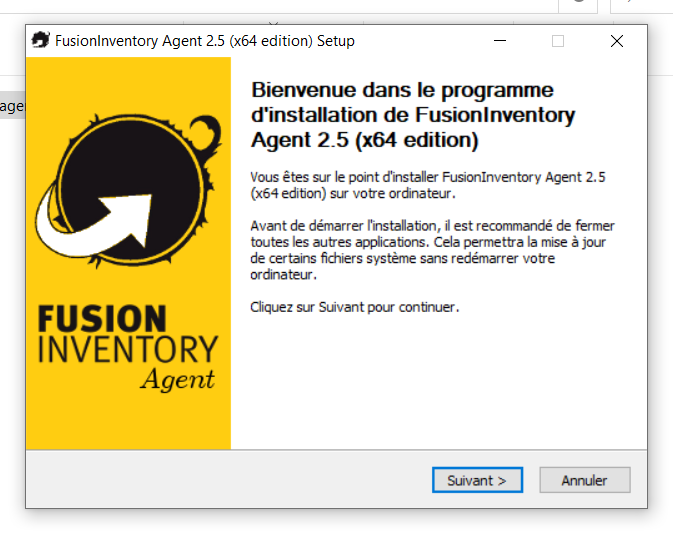 FusionInventory Agent 2.5 (x64 edition) Setup
Bienvenue dans le programme
d'installation de FusionInventory
Agent 2.5 (x64 edition)
Vous êtes sur le point d'installer FusionInventory Agent 2.5
(x64 edition) sur votre ordinateur.
Avant de démarrer l'installation, il est recommandé de fermer
toutes les autres applications. Cela permettra la mise à jour
de certains fichiers système sans redémarrer votre
ordinateur.
Cliquez sur Suivant pour continuer.
FUSION
INVENTORY
Agent
Suivant >
Annuler